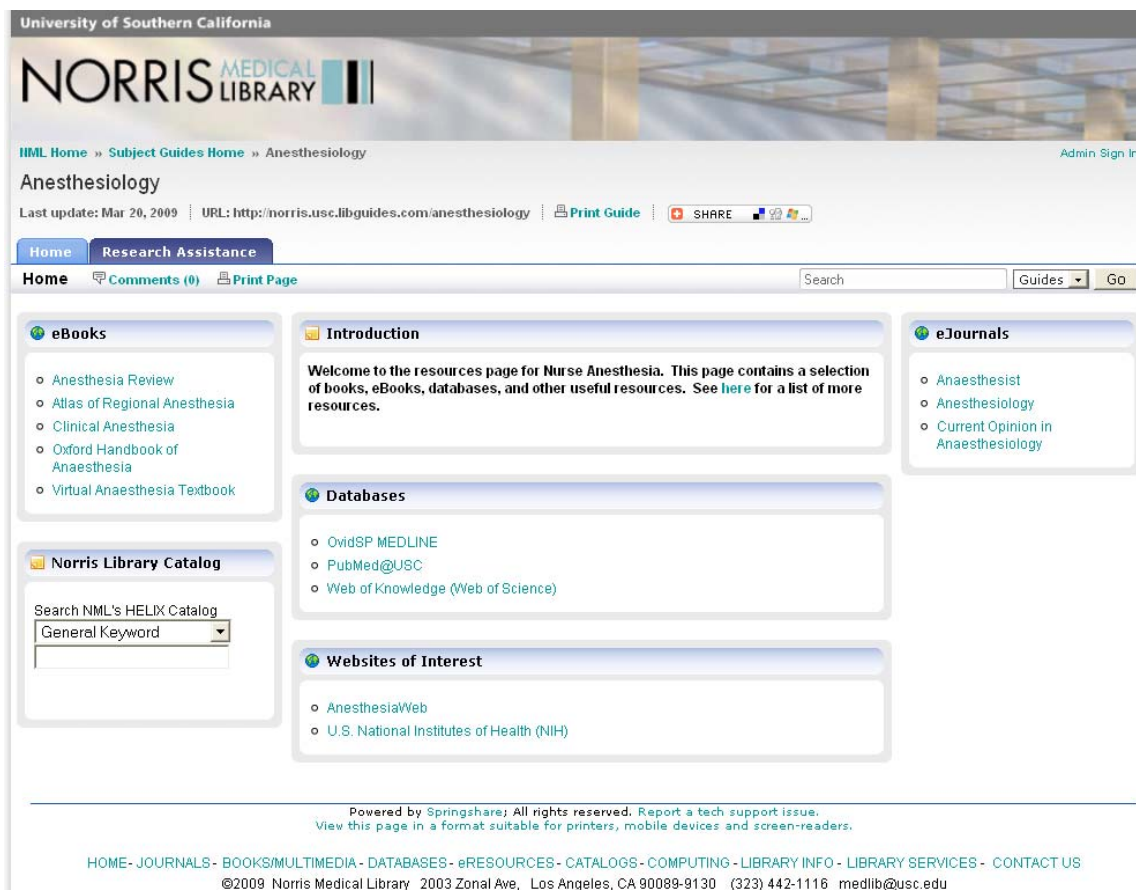 University of Southern California
NORRIS MEDICAL LIBRARY
NML Home » Subject Guides Home » Anesthesiology
Admin Sign In
Anesthesiology
Last update: Mar 20, 2009 URL: http://norris.usc.libguides.com/anesthesiology Print Guide SHARE ...
Home Research Assistance
Home Comments (0) Print Page Search Guides Go
eBooks
Anesthesia Review
Atlas of Regional Anesthesia
Clinical Anesthesia
Oxford Handbook of
Anaesthesia
Virtual Anaesthesia Textbook
Norris Library Catalog
Search NML's HELIX Catalog
General Keyword
Introduction
Welcome to the resources page for Nurse Anesthesia. This page contains a selection
of books, eBooks, databases, and other useful resources. See here for a list of more
resources.
Databases
OvidSP MEDLINE
PubMed@USC
Web of Knowledge (Web of Science)
Websites of Interest
AnesthesiaWeb
U.S. National Institutes of Health (NIH)
eJournals
Anaesthesist
Anesthesiology
Current Opinion in
Anaesthesiology
Powered by Springshare; All rights reserved. Report a tech support issue.
View this page in a format suitable for printers, mobile devices and screen-readers.
HOME- JOURNALS- BOOKS/MULTIMEDIA- DATABASES- eRESOURCES- CATALOGS- COMPUTING - LIBRARY INFO - LIBRARY SERVICES - CONTACT US
©2009 Norris Medical Library 2003 Zonal Ave, Los Angeles, CA 90089-9130 (323) 442-1116 medlib@usc.edu